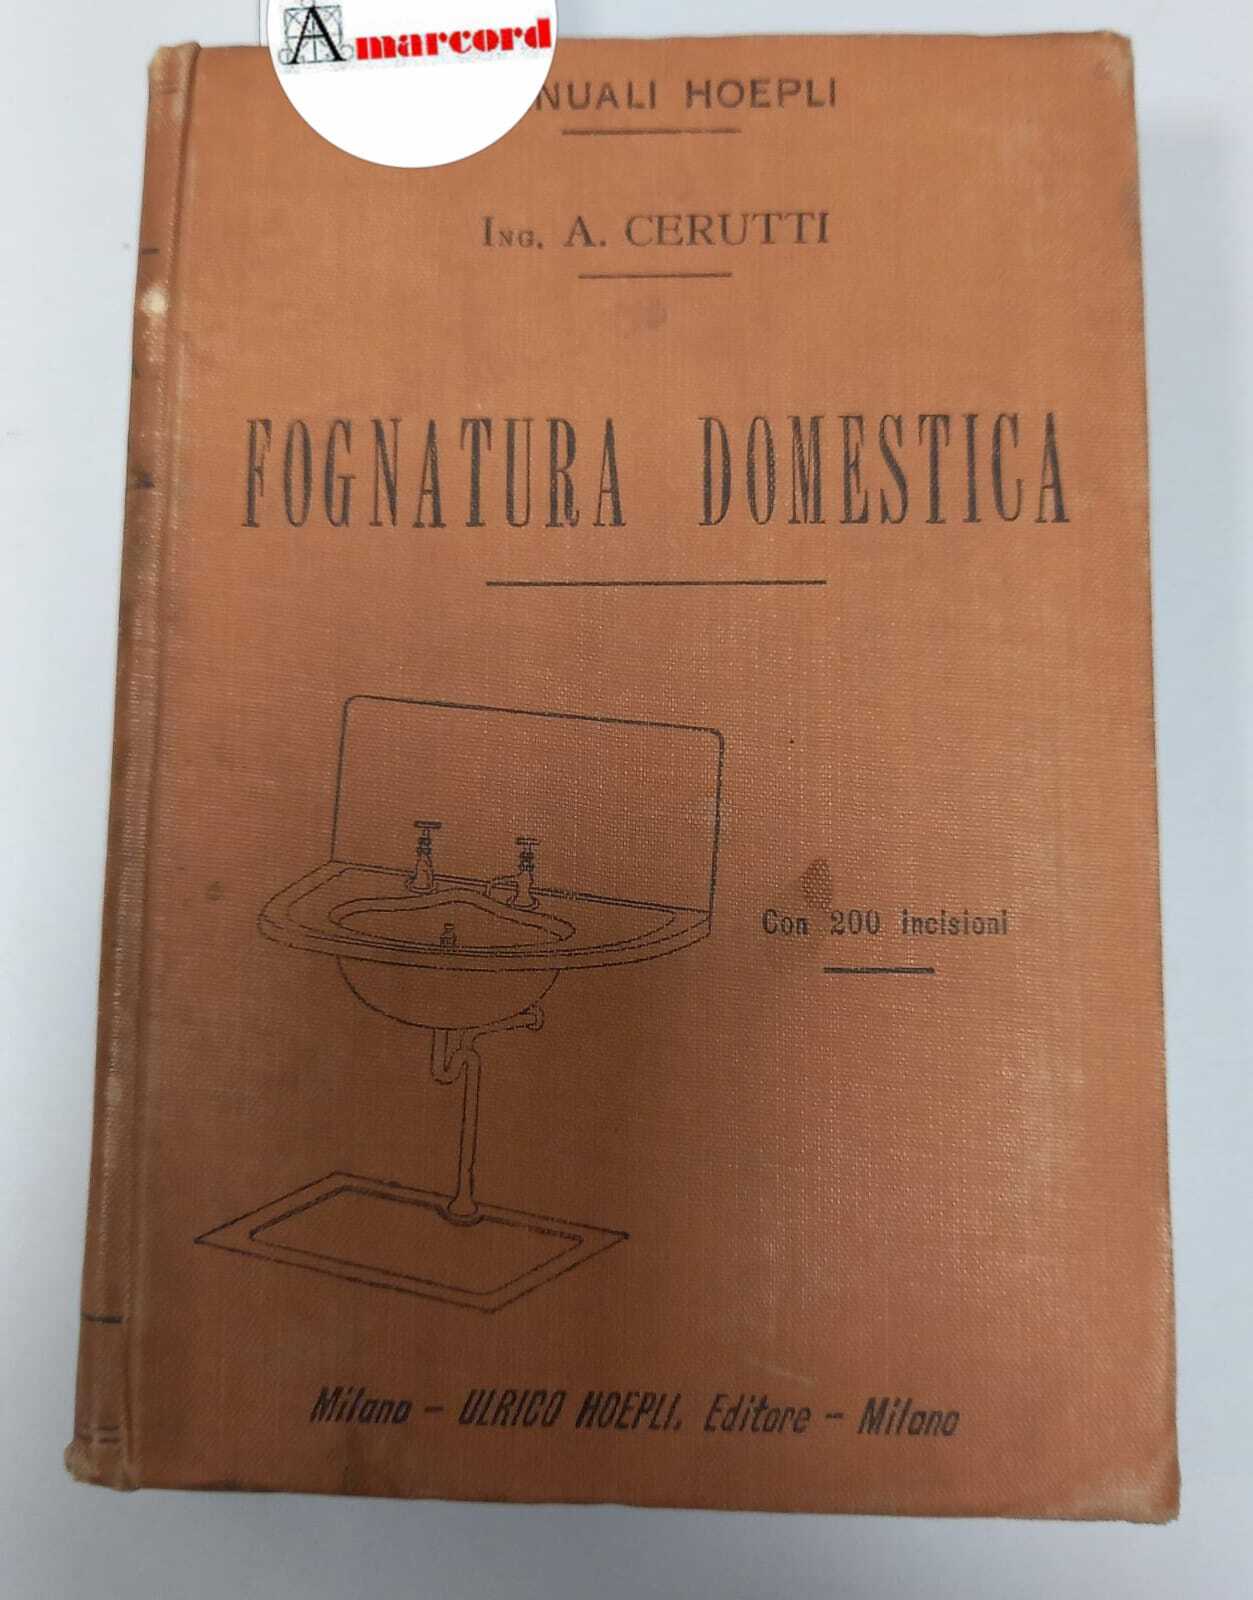 Amarcord
NUALI HOEPLI
ING. A. CERUTTI
FOGNATURA DOMESTICA
Con 200 incisioni
Milano - ULRICO HOEPLI. Editore - Milano